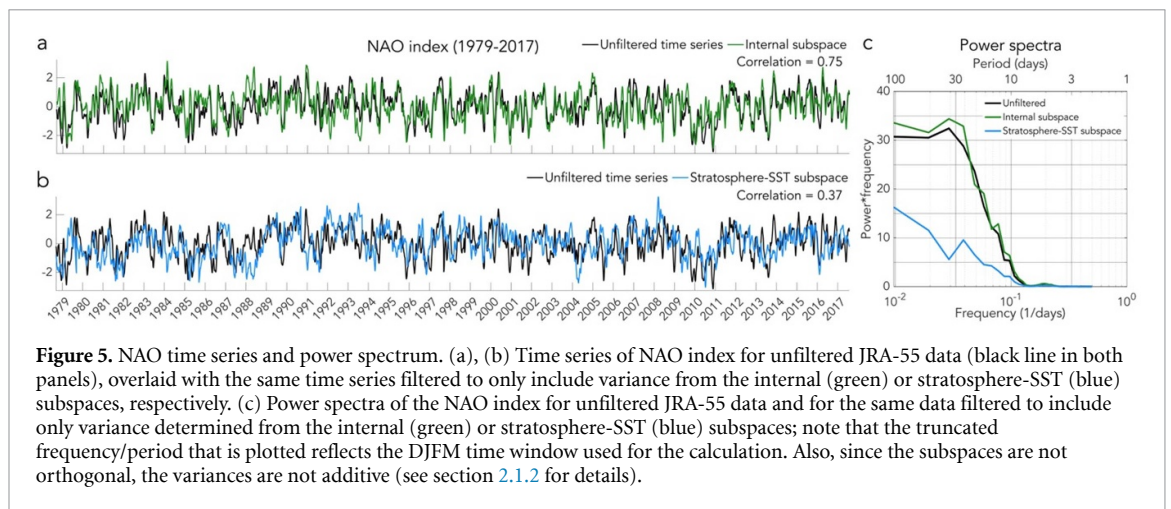 a
NAO index (1979-2017)
Unfiltered time series
Internal subspace
Correlation = 0.75
2
0
-2
b
Unfiltered time series
Stratosphere-SST subspace
Correlation = 0.37
2
0
-2
1979 1980 1981 1982 1983 1984 1985 1986 1987 1988 1989 1990 1991 1992 1993 1994 1995 1996 1997 1998 1999 2000 2001 2002 2003 2004 2005 2006 2007 2008 2009 2010 2011 2012 2013 2014 2015 2016 2017
c
Power spectra
Period (days)
100 30 10 3 1
Unfiltered
Internal subspace
Stratosphere-SST subspace
Power*frequency
40
30
20
10
0
10⁻² 10⁻¹ 10⁰
Frequency (1/days)
Figure 5. NAO time series and power spectrum. (a), (b) Time series of NAO index for unfiltered JRA-55 data (black line in both
panels), overlaid with the same time series filtered to only include variance from the internal (green) or stratosphere-SST (blue)
subspaces, respectively. (c) Power spectra of the NAO index for unfiltered JRA-55 data and for the same data filtered to include
only variance determined from the internal (green) or stratosphere-SST (blue) subspaces; note that the truncated
frequency/period that is plotted reflects the DJFM time window used for the calculation. Also, since the subspaces are not
orthogonal, the variances are not additive (see section 2.1.2 for details).